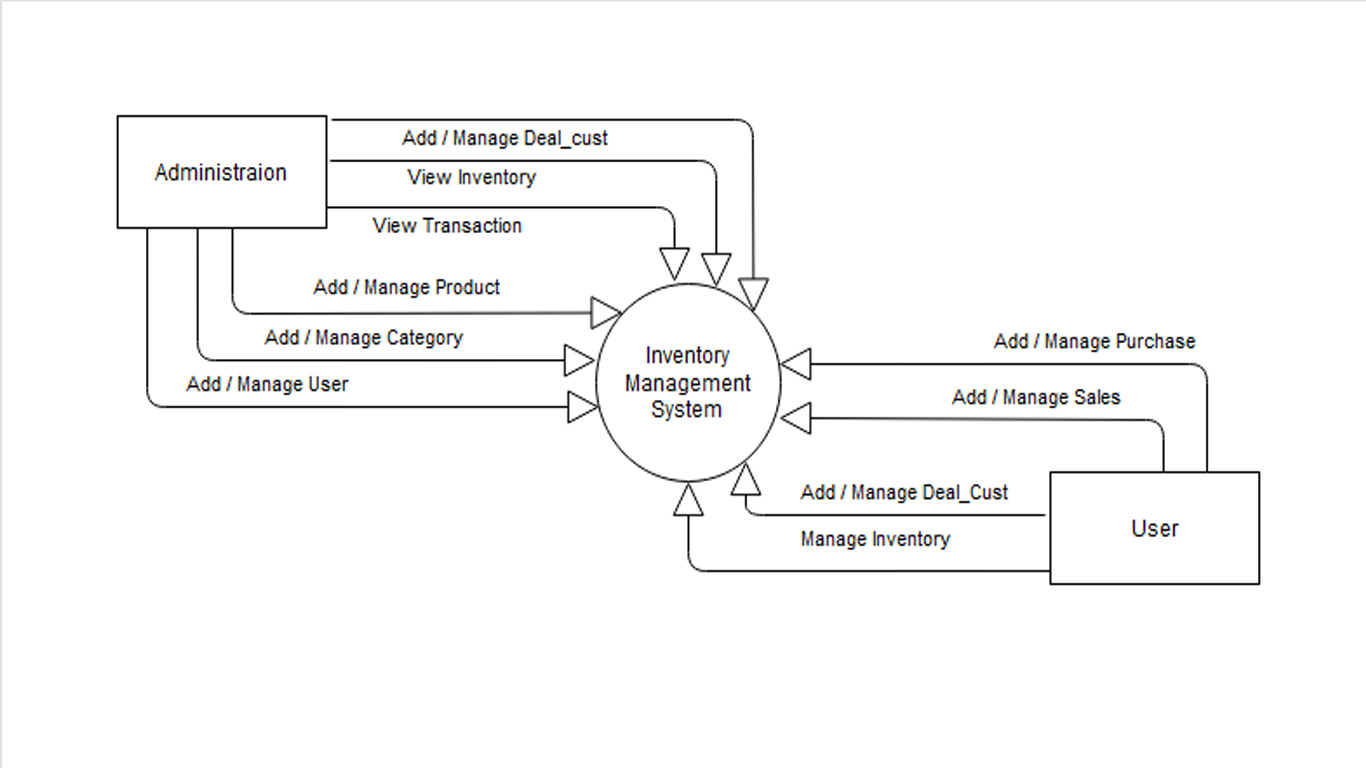 Add / Manage Deal_cust
Administraion
View Inventory
View Transaction
Add / Manage Product
Add / Manage Category
Add / Manage User
Inventory
Management
System
Add / Manage Purchase
Add / Manage Sales
Add / Manage Deal_Cust
User
Manage Inventory